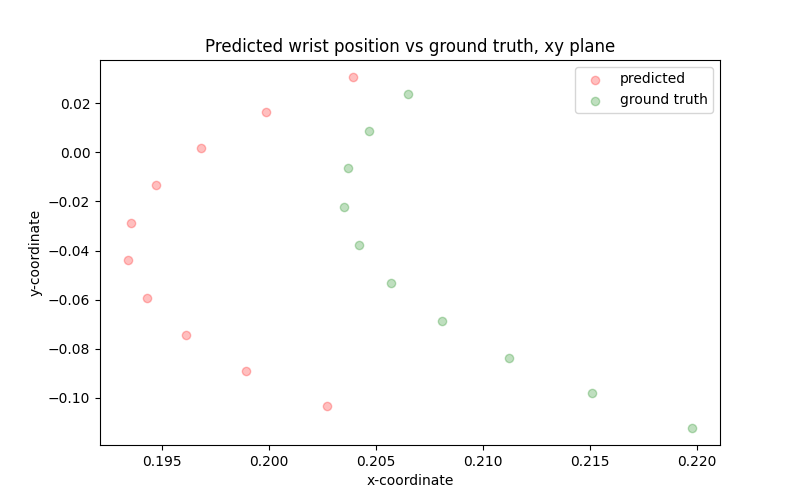 Predicted wrist position vs ground truth, xy plane
predicted
ground truth
0.02
0.00
−0.02
−0.04
−0.06
−0.08
−0.10
y-coordinate
0.195
0.200
0.205
0.210
0.215
0.220
x-coordinate